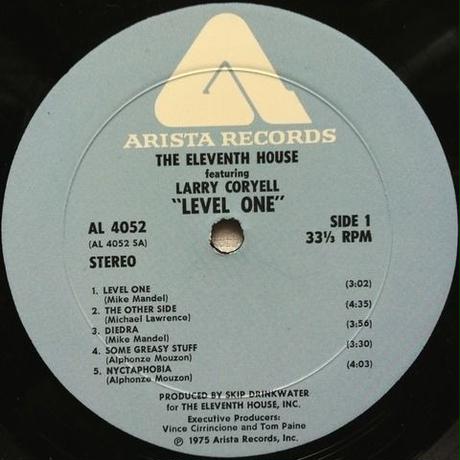 ARISTA RECORDS
THE ELEVENTH HOUSE
featuring
LARRY CORYELL
"LEVEL ONE"
AL 4052
(AL 4052 SA)
STEREO
SIDE 1
33⅓ RPM
1. LEVEL ONE (3:02)
(Mike Mandel)
2. THE OTHER SIDE (4:35)
(Michael Lawrence)
3. DIEDRA (3:56)
(Mike Mandel)
4. SOME GREASY STUFF (3:30)
(Alphonze Mouzon)
5. NYCTAPHOBIA (4:03)
(Alphonze Mouzon)
PRODUCED BY SKIP DRINKWATER
for THE ELEVENTH HOUSE, INC.
Executive Producers:
Vince Cirrincione and Tom Paine
Ⓟ 1975 Arista Records, Inc.